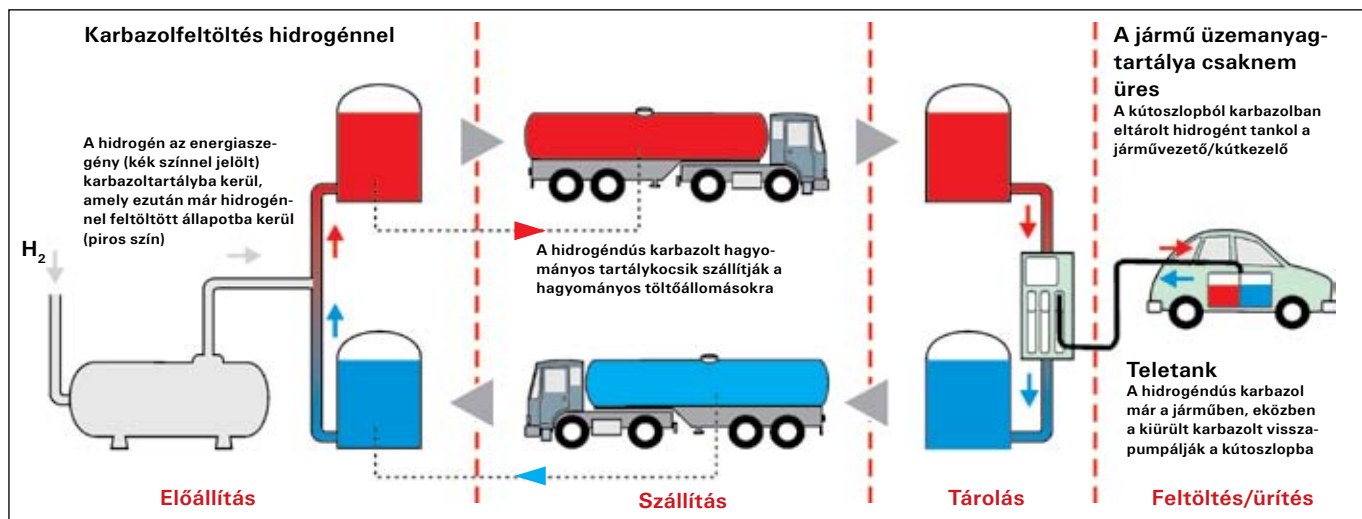 Karbazolfeltöltés hidrogénnel
A hidrogén az energiasze-
gény (kék színnel jelölt)
karbazoltartályba kerül,
amely ezután már hidrogén-
nel feltöltött állapotba kerül
(piros szín)
H₂
A hidrogéndús karbazolt hagyo-
mányos tartálykocsik szállítják a
hagyományos töltőállomásokra
A jármű üzemanyag-
tartálya csaknem
üres
A kútoszlopból karbazolban
eltárolt hidrogént tankol a
járművezető/kútkezelő
Teletank
A hidrogéndús karbazol
már a járműben, eközben
a kiürült karbazolt vissza-
pumpálják a kútoszlopba
Előállítás
Szállítás
Tárolás
Feltöltés/ürítés